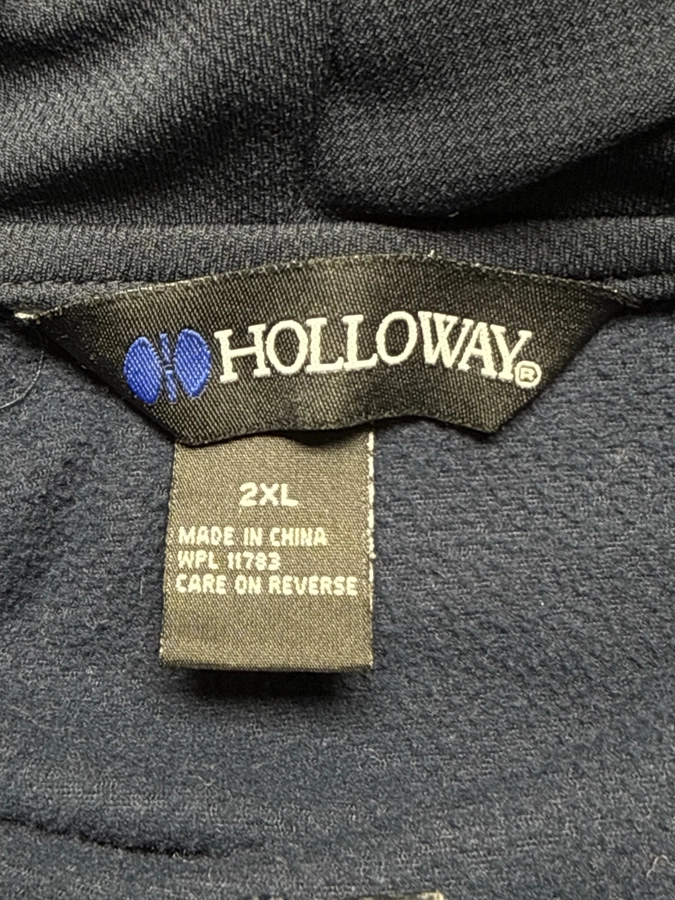 HOLLOWAY®
2XL
MADE IN CHINA
WPL 11783
CARE ON REVERSE